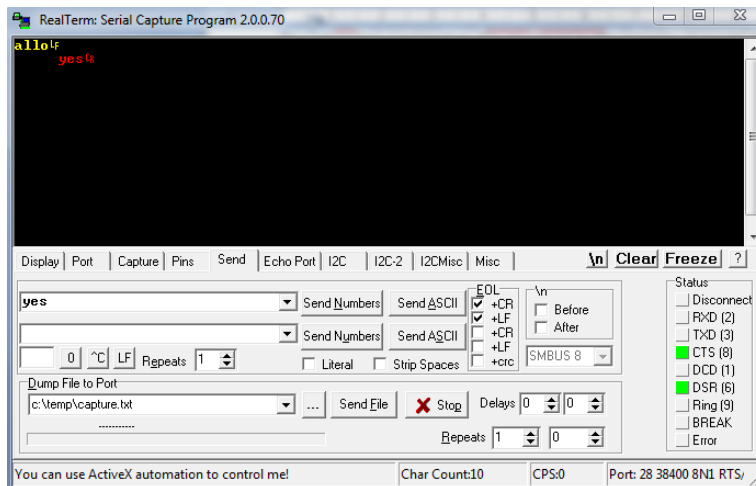 RealTerm: Serial Capture Program 2.0.0.70
allo LF
yes
Display Port Capture Pins Send Echo Port I2C I2C-2 I2CMisc Misc \n Clear Freeze ?
yes Send Numbers Send ASCII
Send Numbers Send ASCII
0 ^C LF Repeats 1 Literal Strip Spaces
EOL
+CR
+LF
+CR
+LF
+crc
\n
Before
After
SMBUS 8
Dump File to Port
c:\temp\capture.txt ... Send File Stop Delays 0 0
Repeats 1 0
Status
Disconnect
RXD (2)
TXD (3)
CTS (8)
DCD (1)
DSR (6)
Ring (9)
BREAK
Error
You can use ActiveX automation to control me! Char Count:10 CPS:0 Port: 28 38400 8N1 RTS/